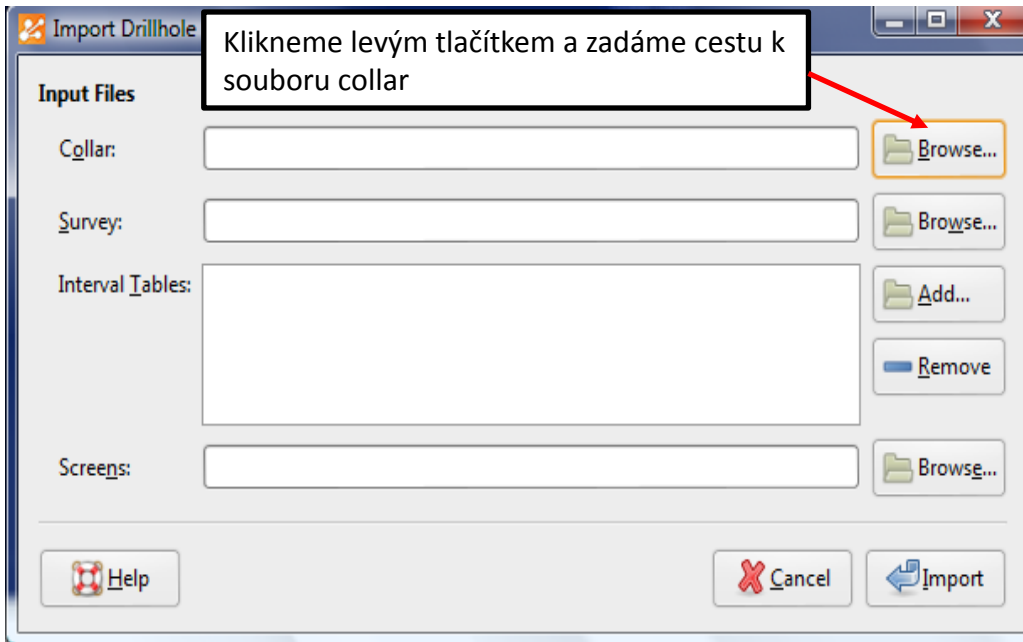 Import Drillhole
Klikneme levým tlačítkem a zadáme cestu k
souboru collar
Input Files
Collar:
Browse...
Survey:
Browse...
Interval Tables:
Add...
Remove
Screens:
Browse...
Help
Cancel
Import